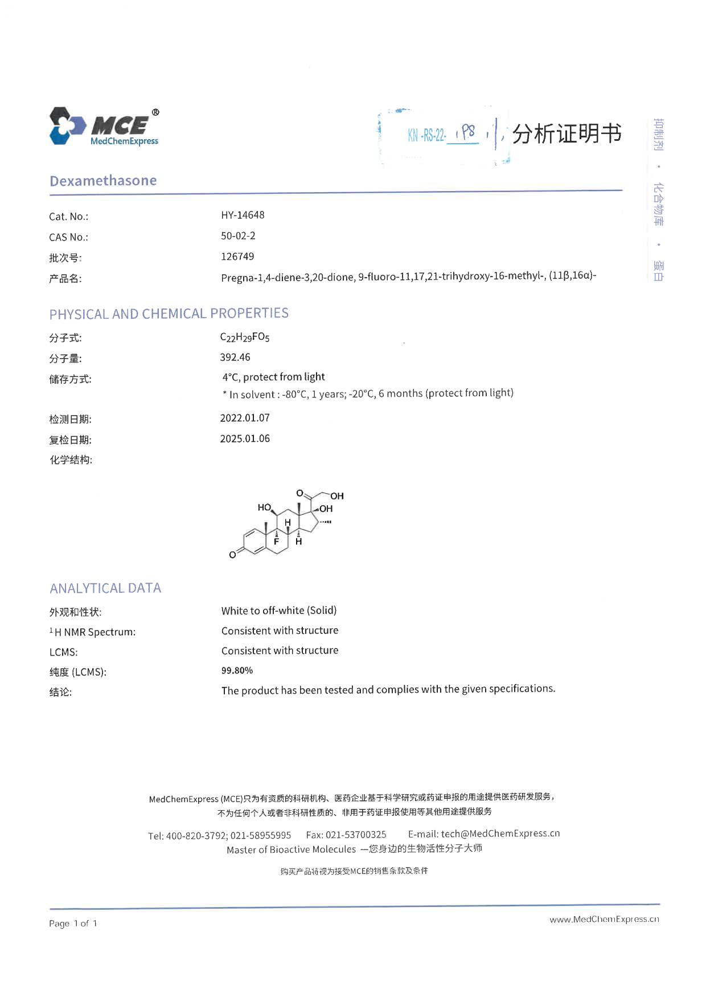 MCE®
MedChemExpress
KN-RS-22-
分析证明书
抑制剂 · 化合物库 · 蛋白
Dexamethasone
Cat. No.: HY-14648
CAS No.: 50-02-2
批次号: 126749
产品名: Pregna-1,4-diene-3,20-dione, 9-fluoro-11,17,21-trihydroxy-16-methyl-, (11β,16α)-
PHYSICAL AND CHEMICAL PROPERTIES
分子式: C₂₂H₂₉FO₅
分子量: 392.46
储存方式: 4°C, protect from light
* In solvent : -80°C, 1 years; -20°C, 6 months (protect from light)
检测日期: 2022.01.07
复检日期: 2025.01.06
化学结构:
O OH
HO OH
H
F H
O
ANALYTICAL DATA
外观和性状: White to off-white (Solid)
¹H NMR Spectrum: Consistent with structure
LCMS: Consistent with structure
纯度 (LCMS): 99.80%
结论: The product has been tested and complies with the given specifications.
MedChemExpress (MCE)只为有资质的科研机构、医药企业基于科学研究或药证申报的用途提供医药研发服务，
不为任何个人或者非科研性质的、非用于药证申报使用等其他用途提供服务
Tel: 400-820-3792; 021-58955995 Fax: 021-53700325 E-mail: tech@MedChemExpress.cn
Master of Bioactive Molecules —您身边的生物活性分子大师
购买产品将视为接受MCE的销售条款及条件
Page 1 of 1 www.MedChemExpress.cn